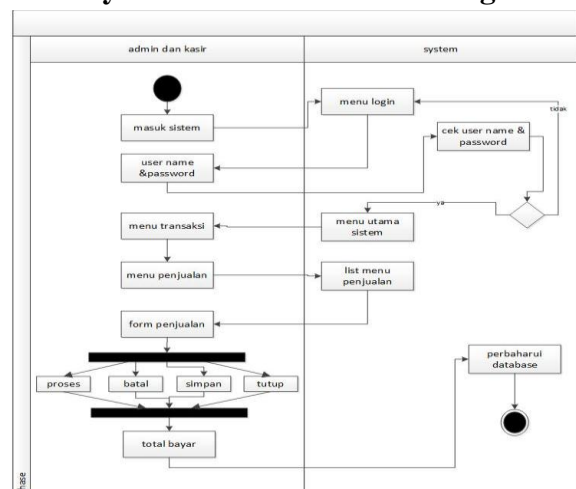 admin dan kasir
system
masuk sistem
menu login
tidak
cek user name &
password
user name
&password
ya
menu transaksi
menu utama
sistem
menu penjualan
list menu
penjualan
form penjualan
perbaharui
database
proses
batal
simpan
tutup
total bayar